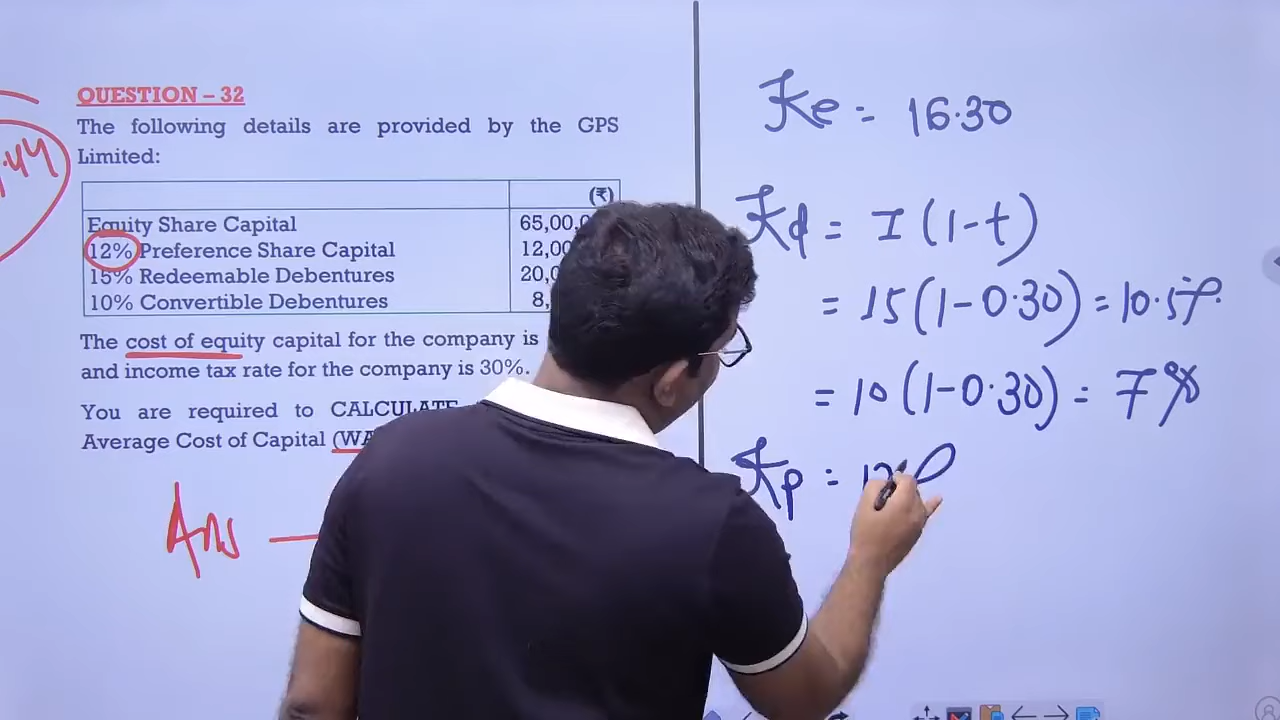 QUESTION – 32
The following details are provided by the GPS
Limited:
(₹)
Equity Share Capital 65,00,
12% Preference Share Capital 12,00
15% Redeemable Debentures 20,0
10% Convertible Debentures 8,
The cost of equity capital for the company is
and income tax rate for the company is 30%.
You are required to CALCULATE
Average Cost of Capital (WA
Ans —
.44
Ke = 16.30
Kd = I(1-t)
= 15(1-0.30) = 10.5%
= 10(1-0.30) = 7%
Kp = 12%